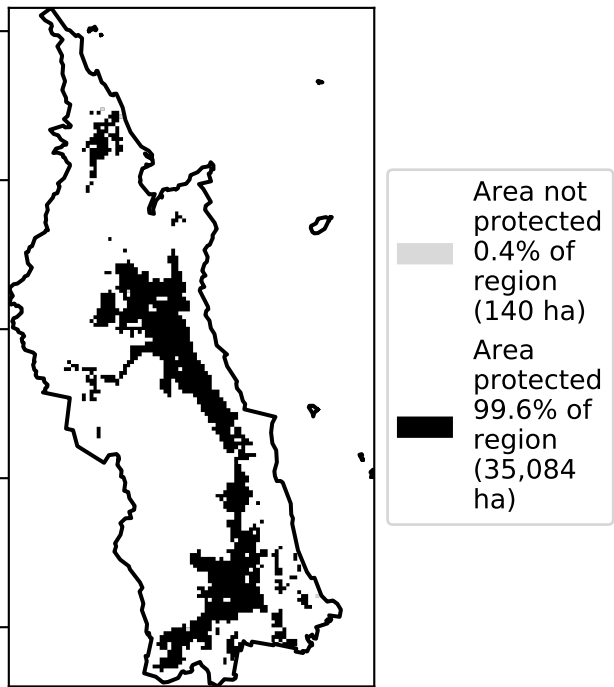 Area not
protected
0.4% of
region
(140 ha)
Area
protected
99.6% of
region
(35,084
ha)